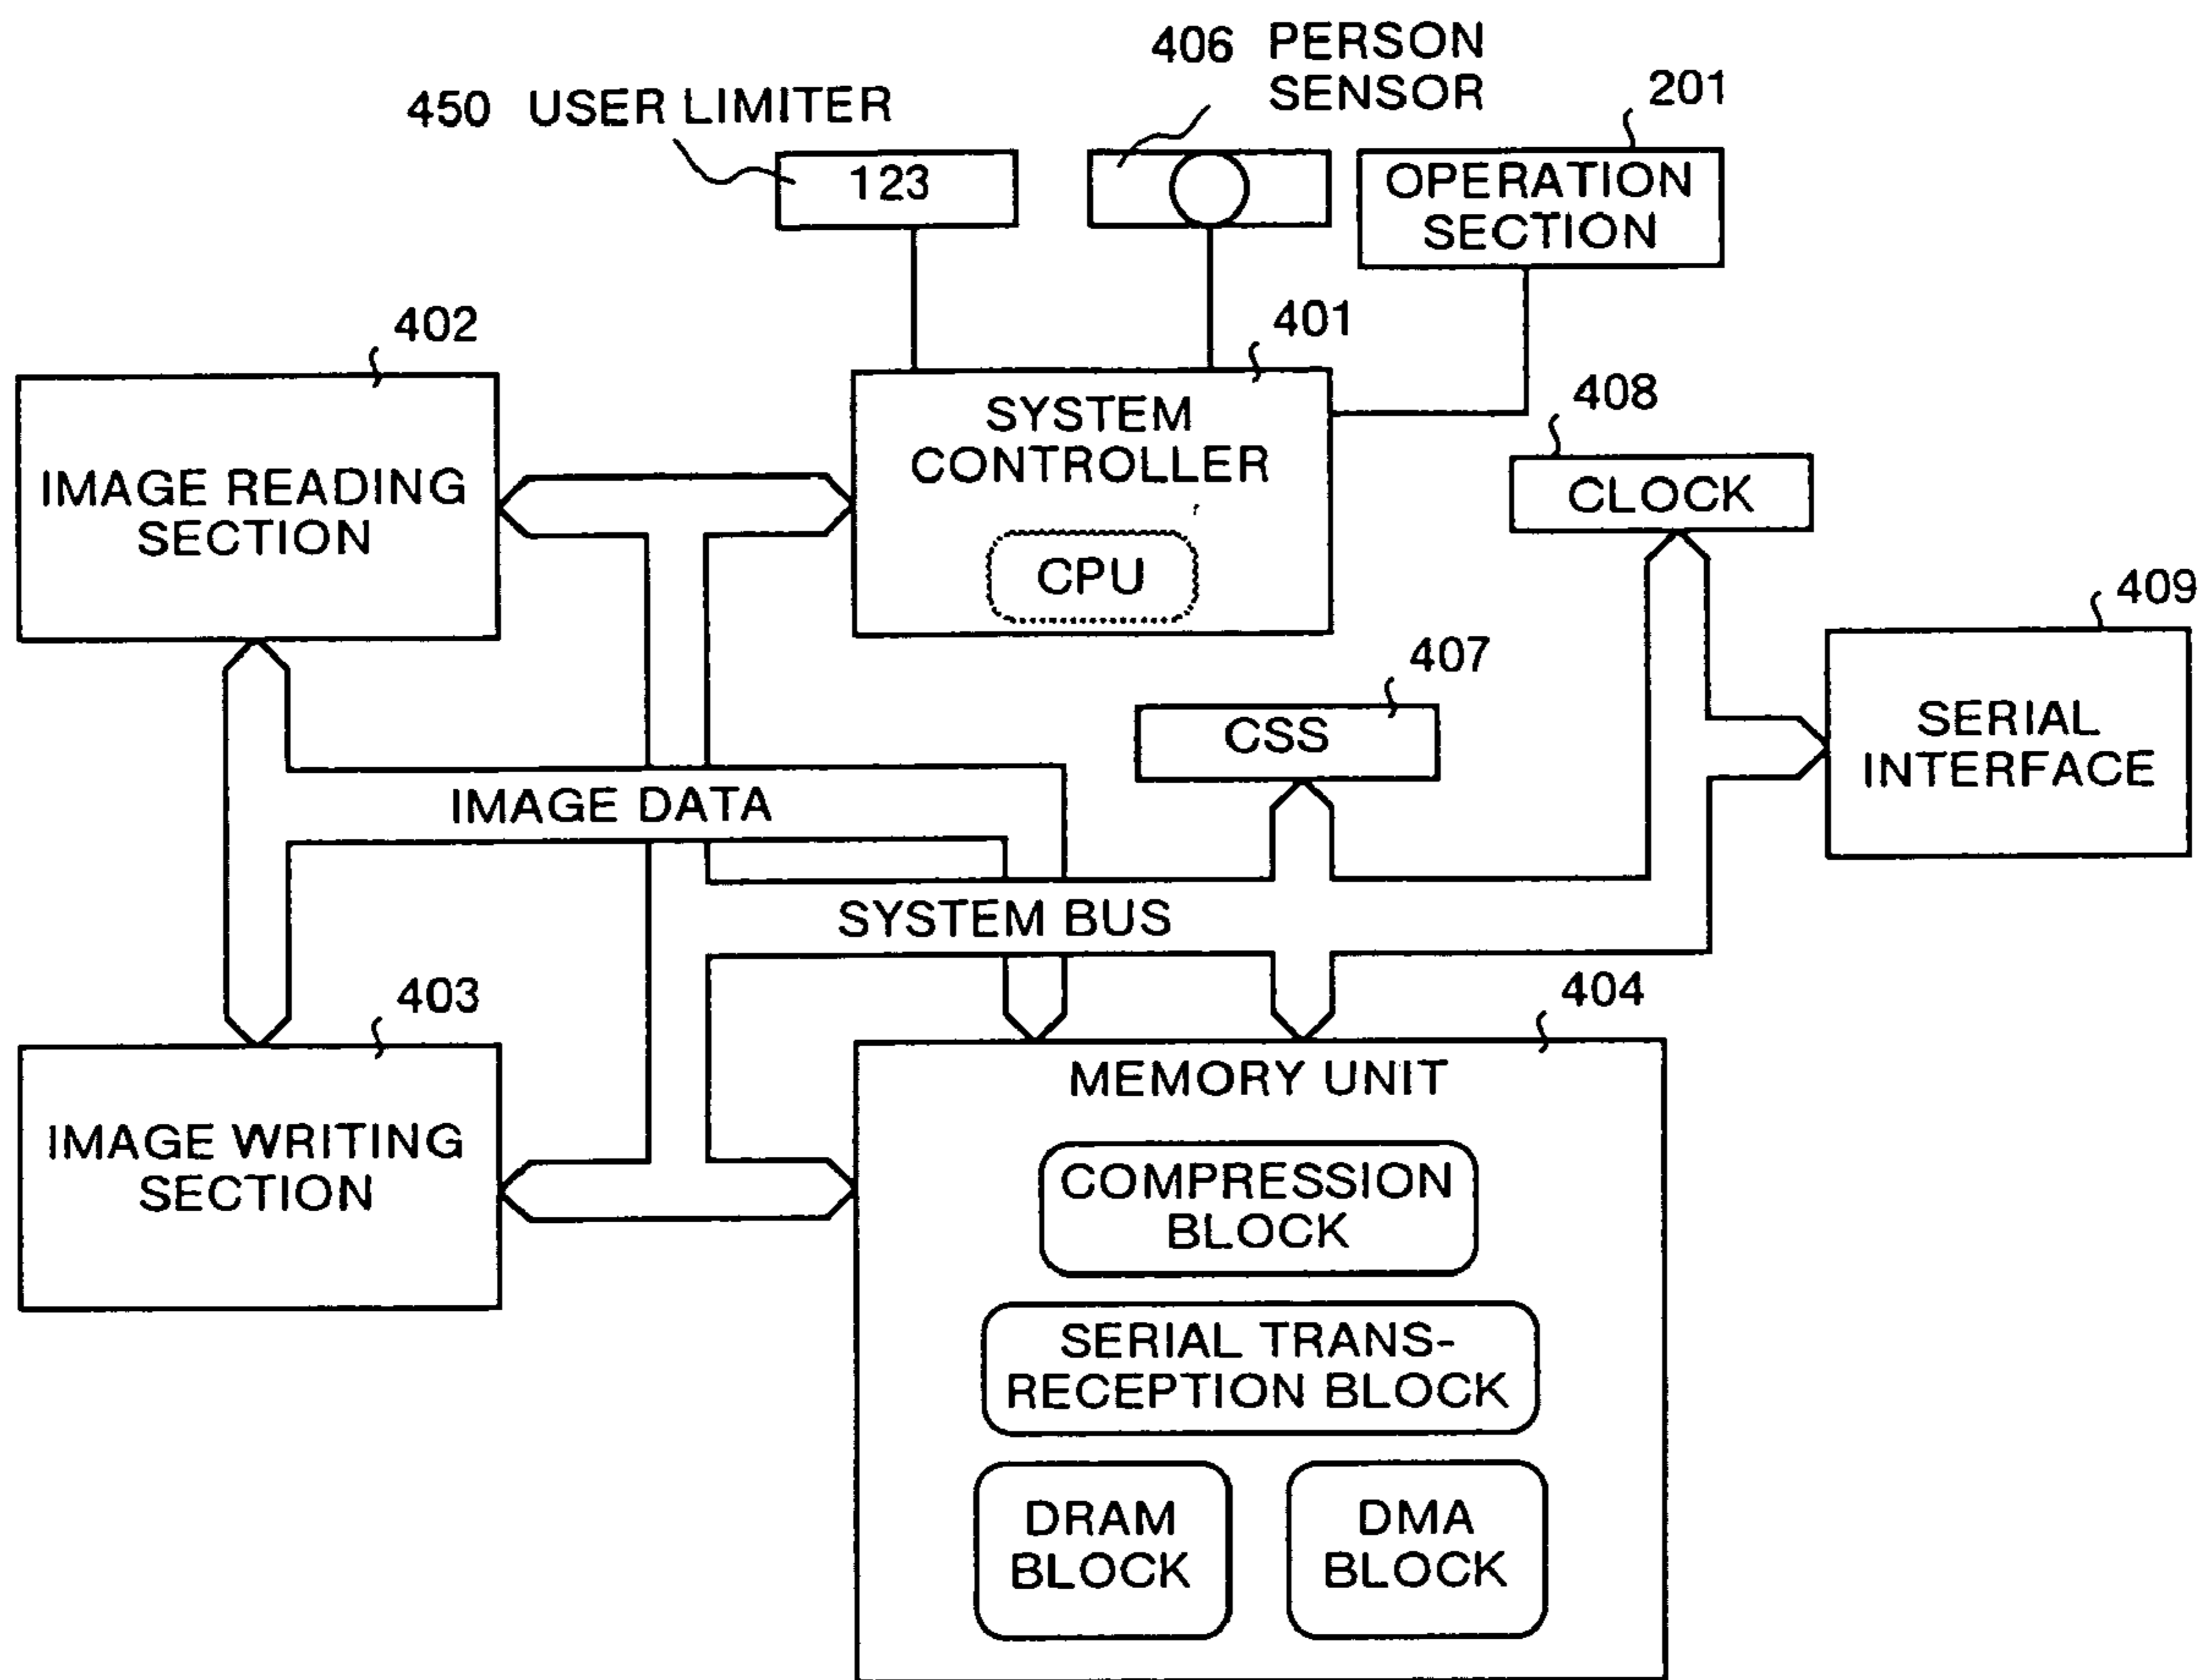 406 PERSON
SENSOR
450 USER LIMITER
201
123
OPERATION
SECTION
402
401
408
IMAGE READING
SECTION
SYSTEM
CONTROLLER
CPU
CLOCK
409
407
CSS
SERIAL
INTERFACE
IMAGE DATA
SYSTEM BUS
403
404
IMAGE WRITING
SECTION
MEMORY UNIT
COMPRESSION
BLOCK
SERIAL TRANS-
RECEPTION BLOCK
DRAM
BLOCK
DMA
BLOCK